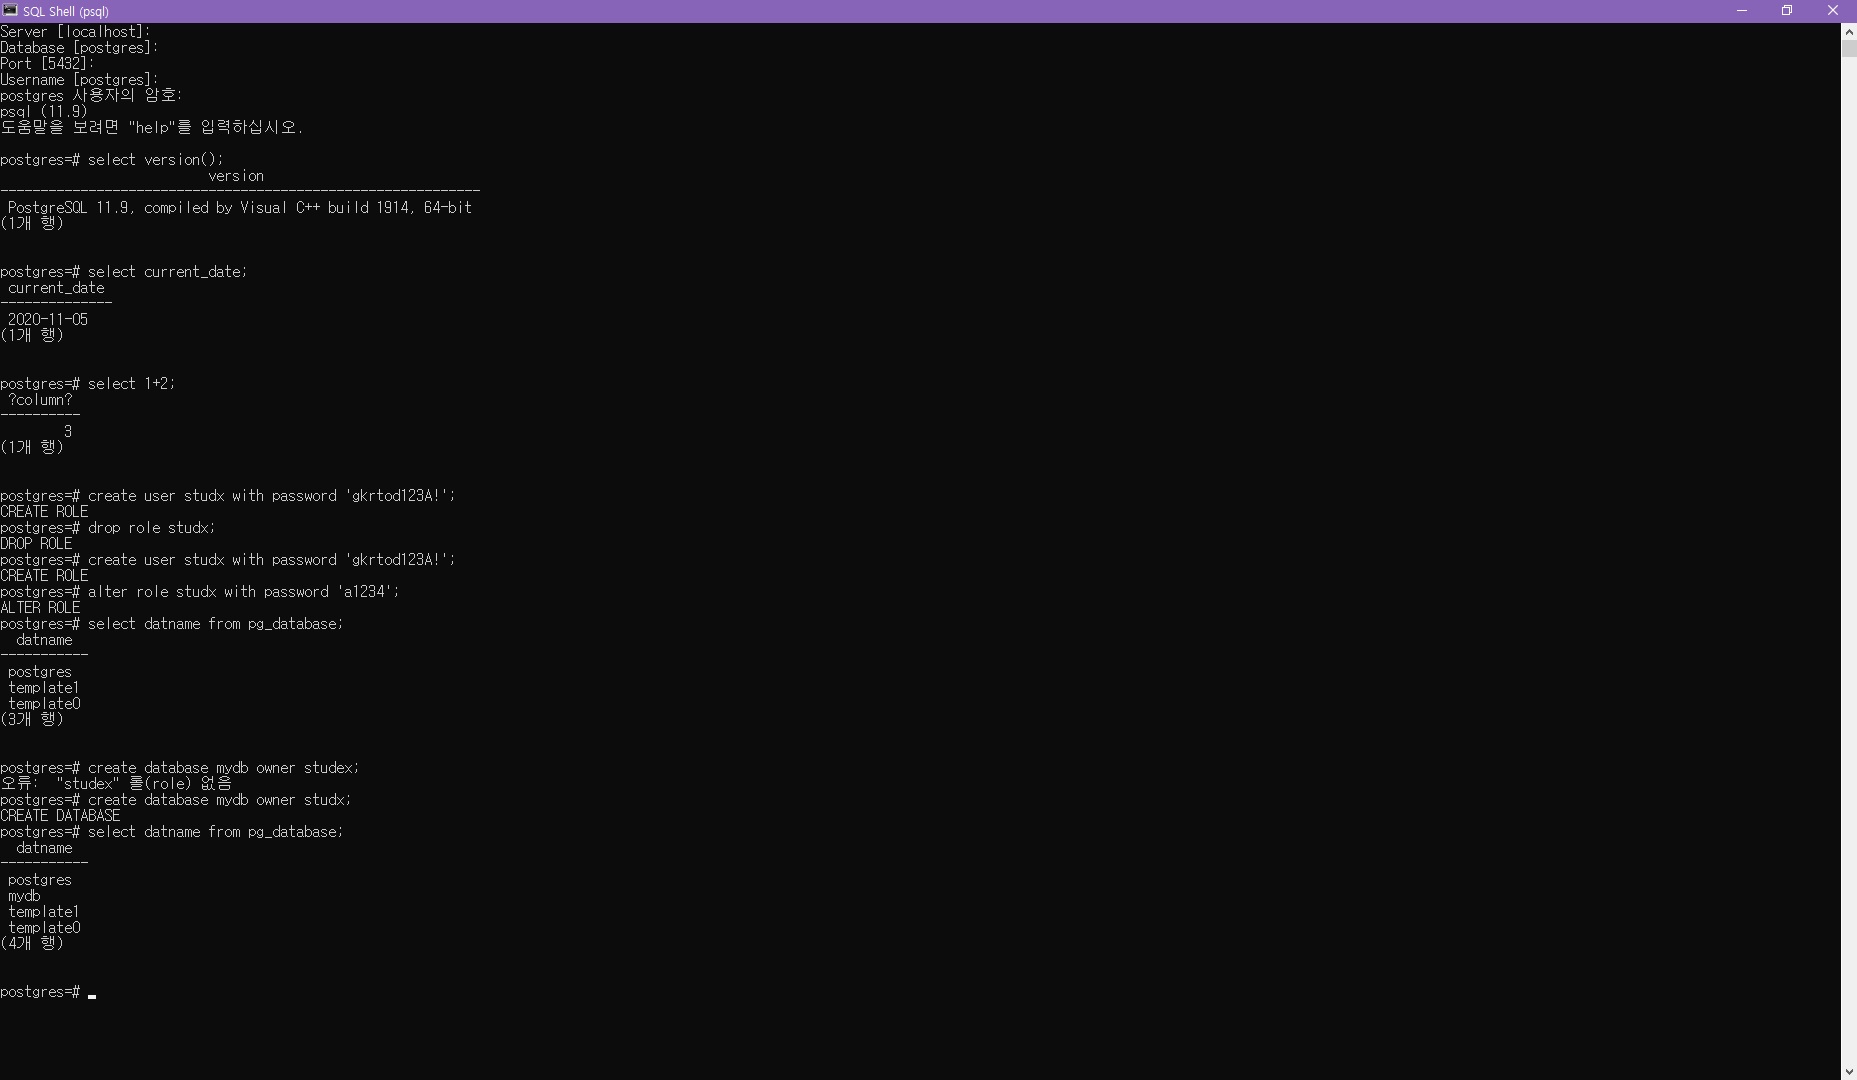 SQL Shell (psql)
Server [localhost]:
Database [postgres]:
Port [5432]:
Username [postgres]:
postgres 사용자의 암호:
psql (11.9)
도움말을 보려면 "help"를 입력하십시오.
postgres=# select version();
version
------------------------------------------------------------
PostgreSQL 11.9, compiled by Visual C++ build 1914, 64-bit
(1개 행)
postgres=# select current_date;
current_date
--------------
2020-11-05
(1개 행)
postgres=# select 1+2;
?column?
----------
3
(1개 행)
postgres=# create user studx with password 'gkrtod123A!';
CREATE ROLE
postgres=# drop role studx;
DROP ROLE
postgres=# create user studx with password 'gkrtod123A!';
CREATE ROLE
postgres=# alter role studx with password 'a1234';
ALTER ROLE
postgres=# select datname from pg_database;
datname
-----------
postgres
template1
template0
(3개 행)
postgres=# create database mydb owner studex;
오류:  "studex" 롤(role) 없음
postgres=# create database mydb owner studx;
CREATE DATABASE
postgres=# select datname from pg_database;
datname
-----------
postgres
mydb
template1
template0
(4개 행)
postgres=#